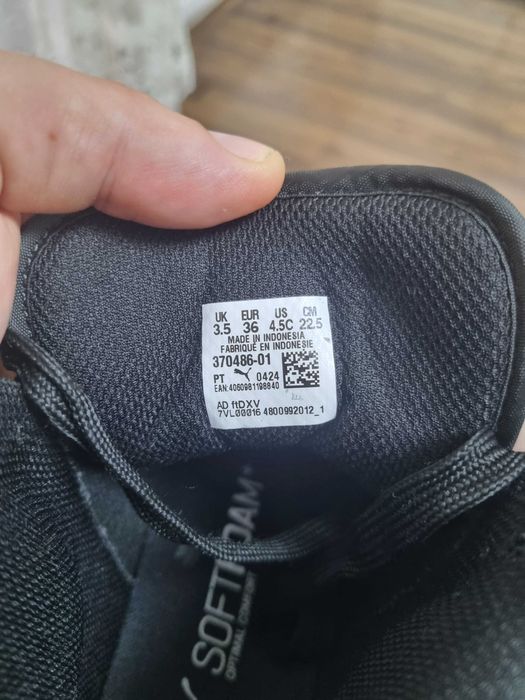 UK EUR US CM
3.5 36 4.5C 22.5
MADE IN INDONESIA
FABRIQUÉ EN INDONESIE
370486-01
PT 0424
EAN:4060981198840
AD ftDXV
7VL00016 4800992012_1
SOFTFOAM+
OPTIMAL COMFORT